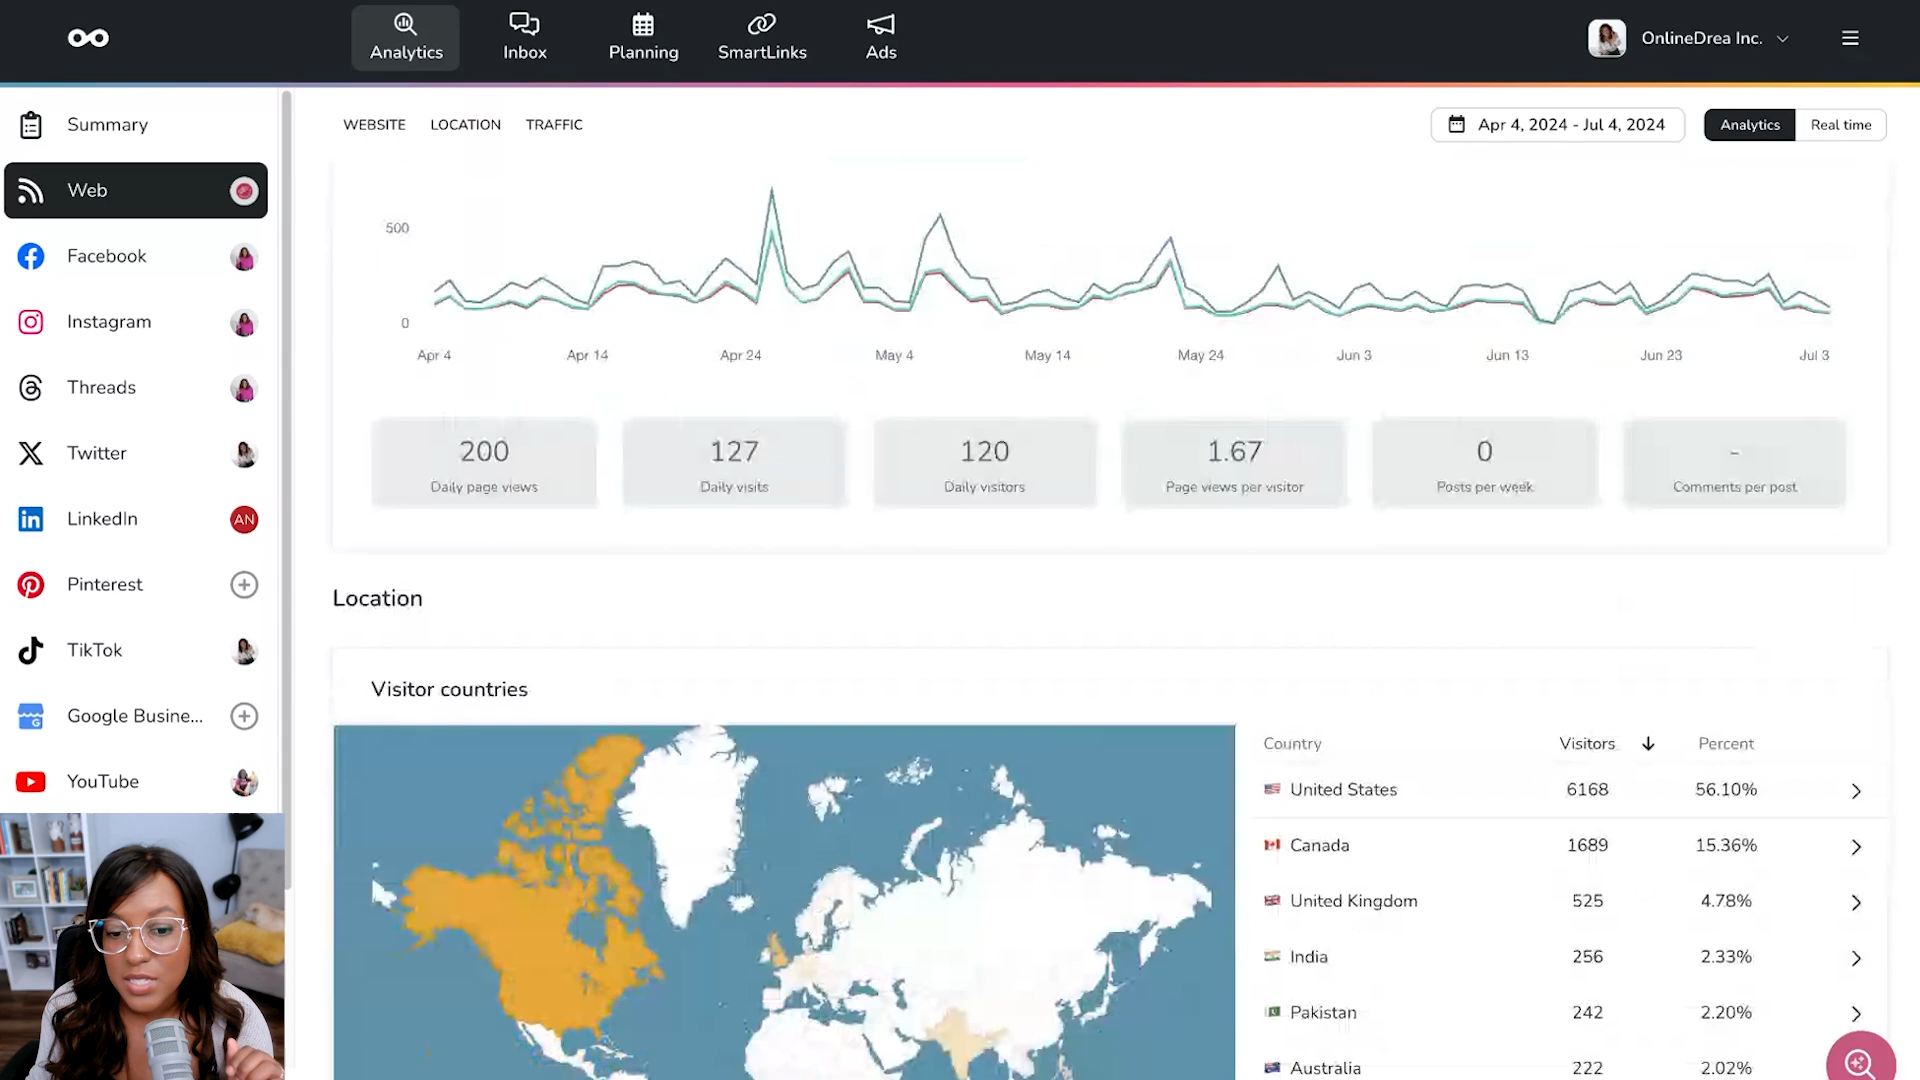 Analytics
Inbox
Planning
SmartLinks
Ads
OnlineDrea Inc.
Summary
Web
Facebook
Instagram
Threads
Twitter
LinkedIn
AN
Pinterest
TikTok
Google Busine...
YouTube
WEBSITE LOCATION TRAFFIC
Apr 4, 2024 - Jul 4, 2024
Analytics Real time
500
0
Apr 4 Apr 14 Apr 24 May 4 May 14 May 24 Jun 3 Jun 13 Jun 23 Jul 3
200
Daily page views
127
Daily visits
120
Daily visitors
1.67
Page views per visitor
0
Posts per week
-
Comments per post
Location
Visitor countries
Country Visitors Percent
United States 6168 56.10%
Canada 1689 15.36%
United Kingdom 525 4.78%
India 256 2.33%
Pakistan 242 2.20%
Australia 222 2.02%